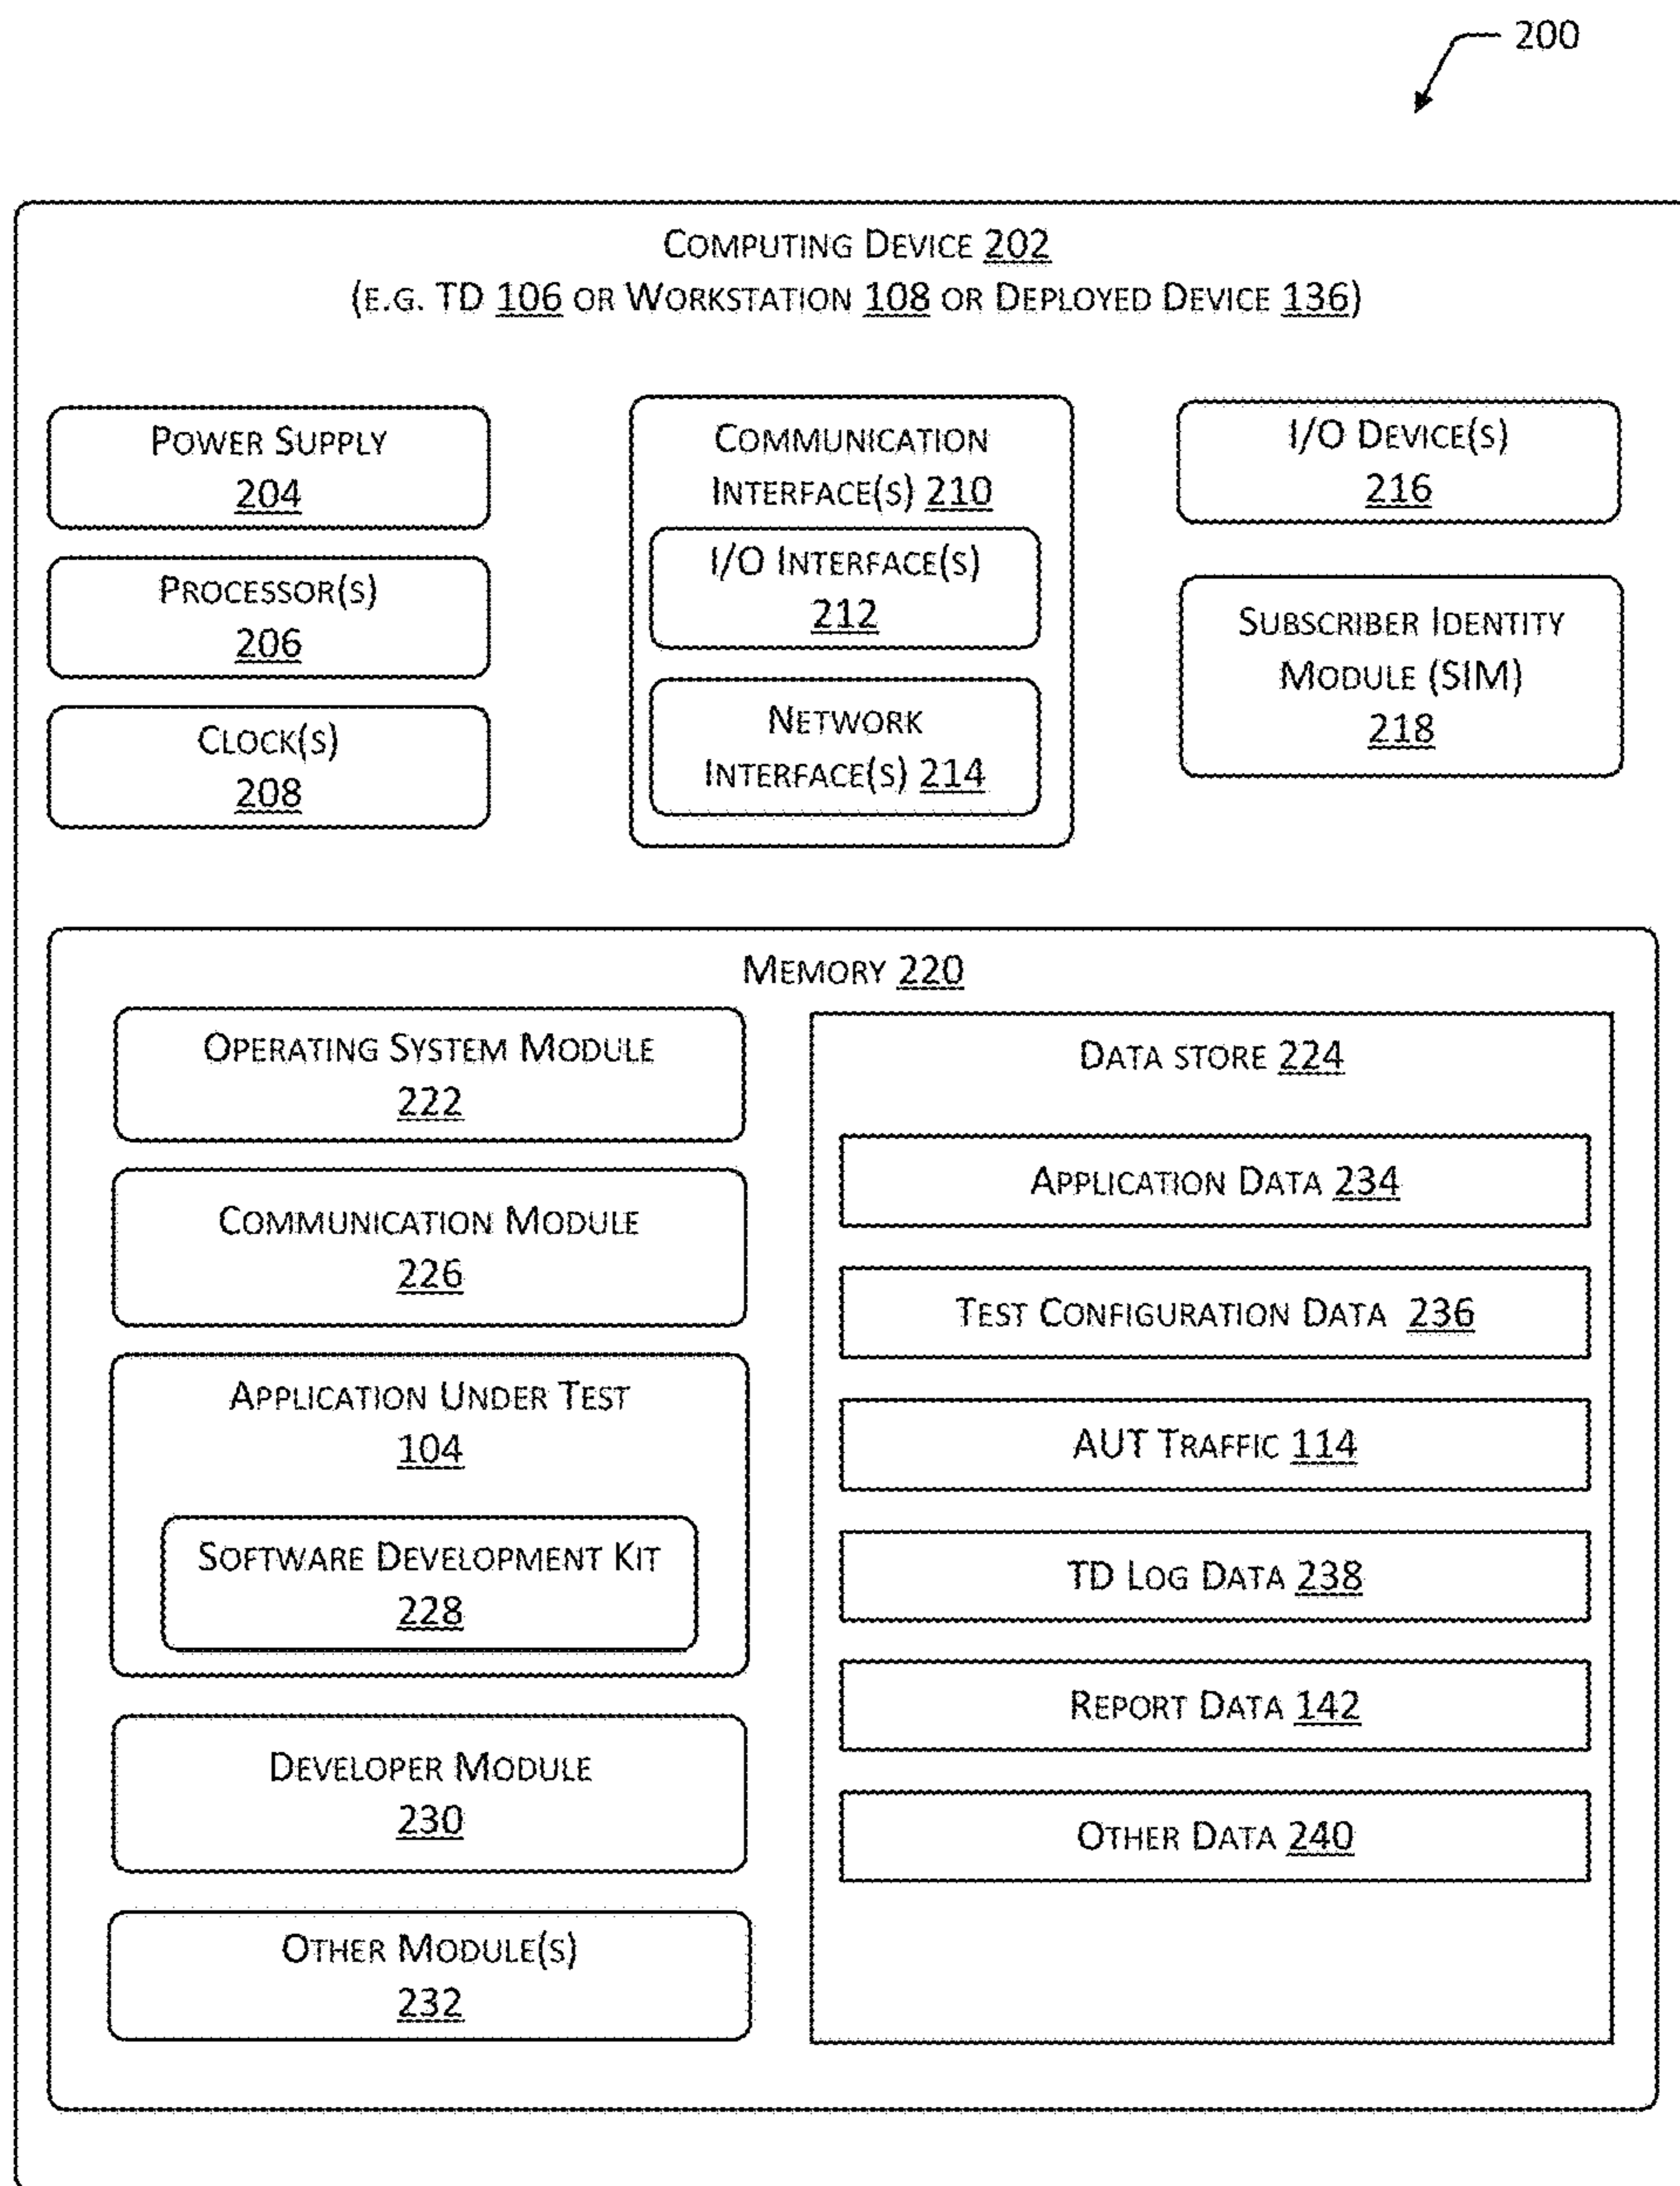 200
COMPUTING DEVICE 202
(E.G. TD 106 OR WORKSTATION 108 OR DEPLOYED DEVICE 136)
POWER SUPPLY
204
PROCESSOR(S)
206
CLOCK(S)
208
COMMUNICATION
INTERFACE(S) 210
I/O INTERFACE(S)
212
NETWORK
INTERFACE(S) 214
I/O DEVICE(S)
216
SUBSCRIBER IDENTITY
MODULE (SIM)
218
MEMORY 220
OPERATING SYSTEM MODULE
222
COMMUNICATION MODULE
226
APPLICATION UNDER TEST
104
SOFTWARE DEVELOPMENT KIT
228
DEVELOPER MODULE
230
OTHER MODULE(S)
232
DATA STORE 224
APPLICATION DATA 234
TEST CONFIGURATION DATA 236
AUT TRAFFIC 114
TD LOG DATA 238
REPORT DATA 142
OTHER DATA 240